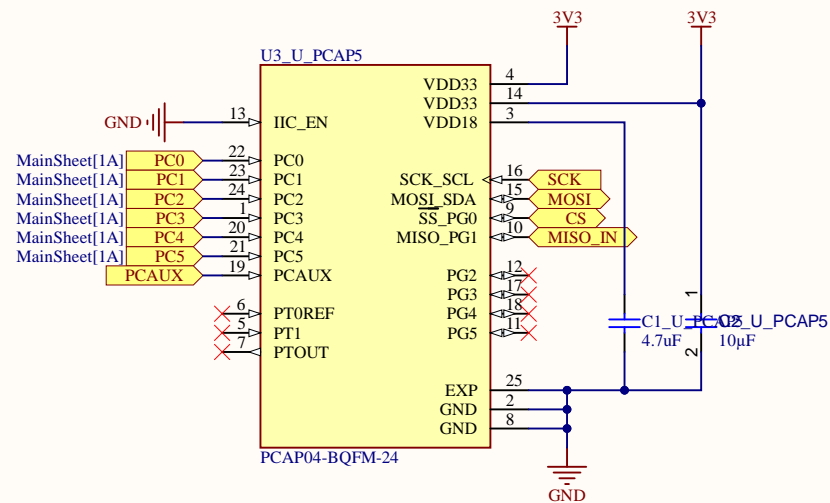 3V3
3V3
U3_U_PCAP5
4
VDD33
14
VDD33
3
VDD18
GND
13
IIC_EN
MainSheet[1A]
PC0
22
PC0
MainSheet[1A]
PC1
23
PC1
SCK_SCL
16
SCK
MainSheet[1A]
PC2
24
PC2
MOSI_SDA
15
MOSI
MainSheet[1A]
PC3
1
PC3
SS_PG0
9
CS
MainSheet[1A]
PC4
20
PC4
MISO_PG1
10
MISO_IN
MainSheet[1A]
PC5
21
PC5
PCAUX
19
PCAUX
PG2
12
PG3
17
1
6
PT0REF
PG4
18
5
PT1
PG5
11
C1_U_PCAP5
C2_U_PCAP5
7
PTOUT
4.7uF
10µF
2
EXP
25
GND
2
GND
8
PCAP04-BQFM-24
GND